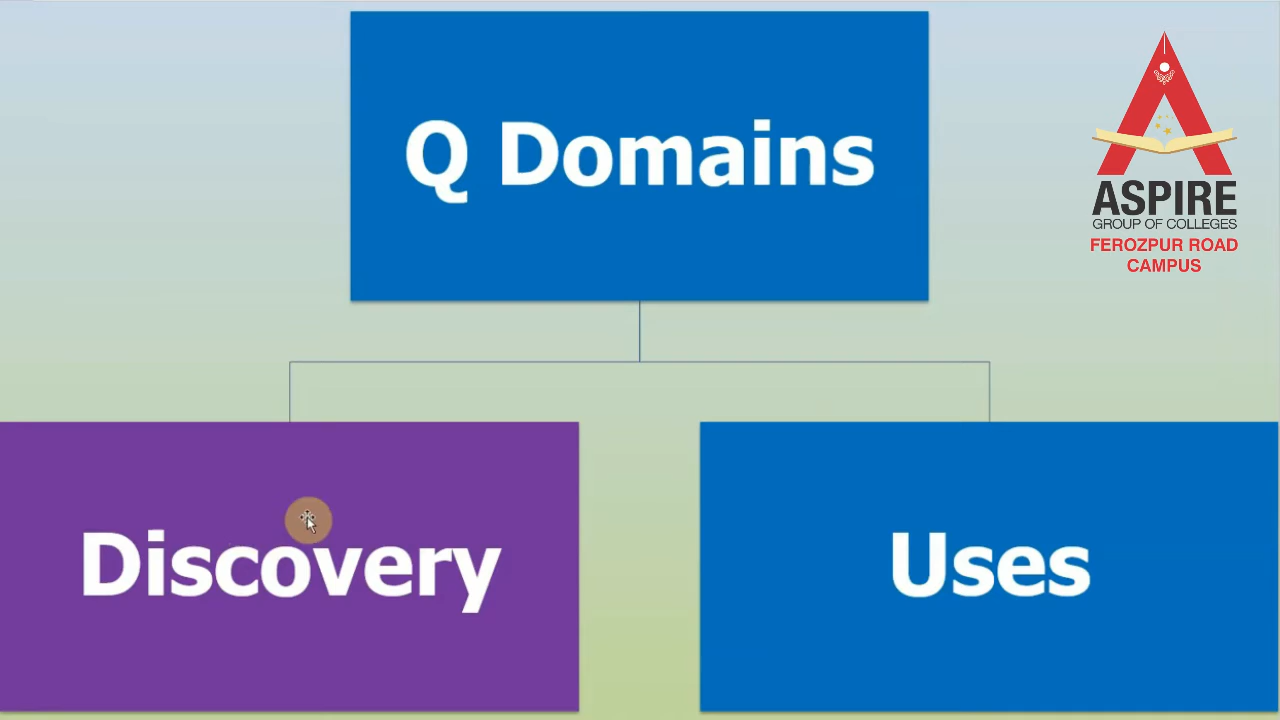 Q Domains
ASPIRE
GROUP OF COLLEGES
FEROZPUR ROAD
CAMPUS
Discovery
Uses